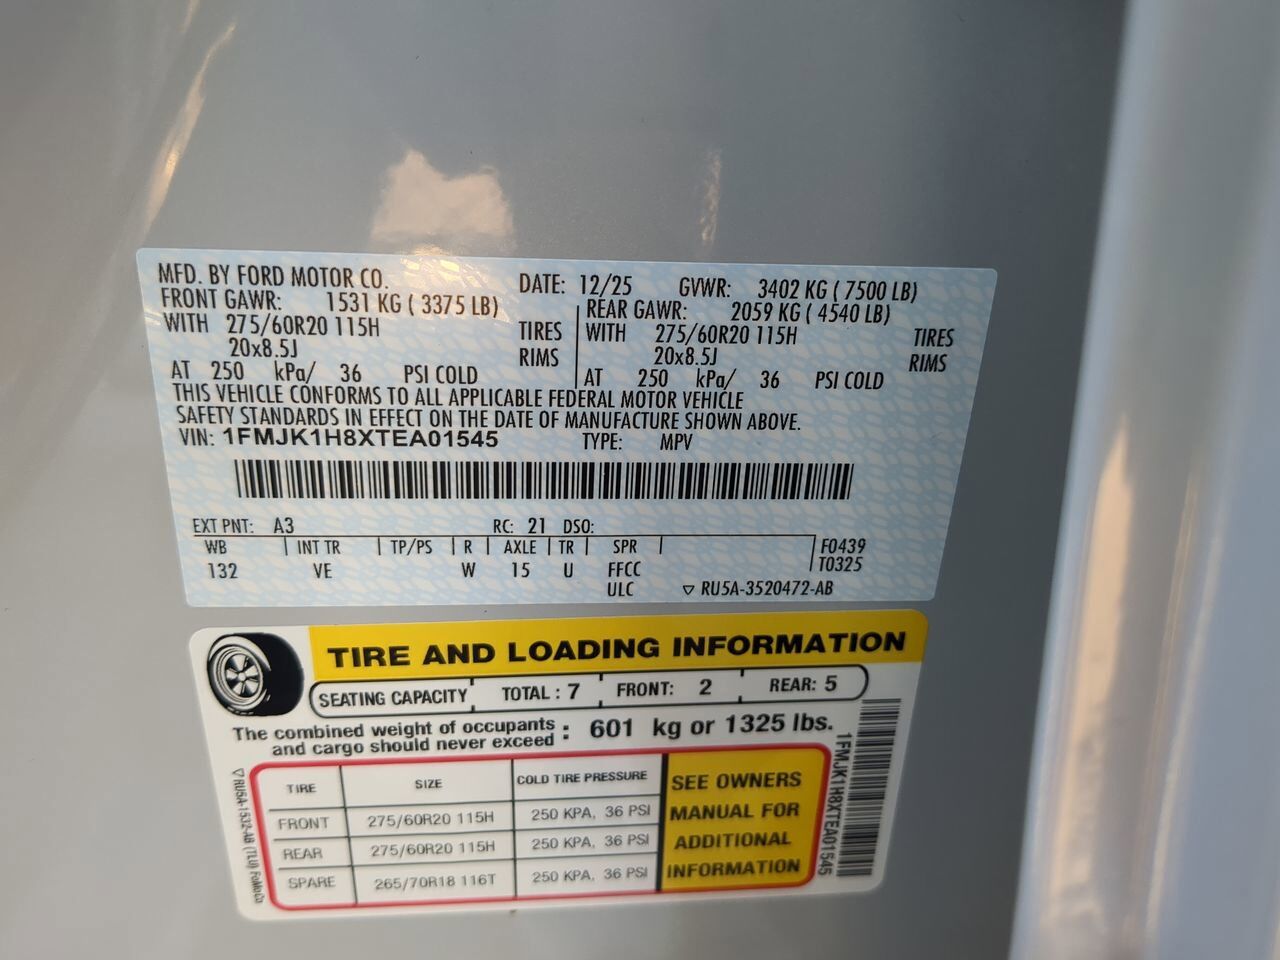 MFD. BY FORD MOTOR CO. DATE: 12/25 GVWR: 3402 KG ( 7500 LB)
FRONT GAWR: 1531 KG ( 3375 LB) REAR GAWR: 2059 KG ( 4540 LB)
WITH 275/60R20 115H TIRES WITH 275/60R20 115H TIRES
20x8.5J RIMS 20x8.5J RIMS
AT 250 kPa/ 36 PSI COLD AT 250 kPa/ 36 PSI COLD
THIS VEHICLE CONFORMS TO ALL APPLICABLE FEDERAL MOTOR VEHICLE
SAFETY STANDARDS IN EFFECT ON THE DATE OF MANUFACTURE SHOWN ABOVE.
VIN: 1FMJK1H8XTEA01545 TYPE: MPV
EXT PNT: A3 RC: 21 DSO:
WB INT TR TP/PS R AXLE TR SPR F0439
132 VE W 15 U FFCC T0325
ULC ▽ RU5A-3520472-AB
TIRE AND LOADING INFORMATION
SEATING CAPACITY TOTAL : 7 FRONT: 2 REAR: 5
The combined weight of occupants
and cargo should never exceed : 601 kg or 1325 lbs.
TIRE SIZE COLD TIRE PRESSURE
FRONT 275/60R20 115H 250 KPA, 36 PSI
REAR 275/60R20 115H 250 KPA, 36 PSI
SPARE 265/70R18 116T 250 KPA, 36 PSI
SEE OWNERS
MANUAL FOR
ADDITIONAL
INFORMATION
1FMJK1H8XTEA01545
▽ RU5A-1532-AB (TLU) FoMoCo